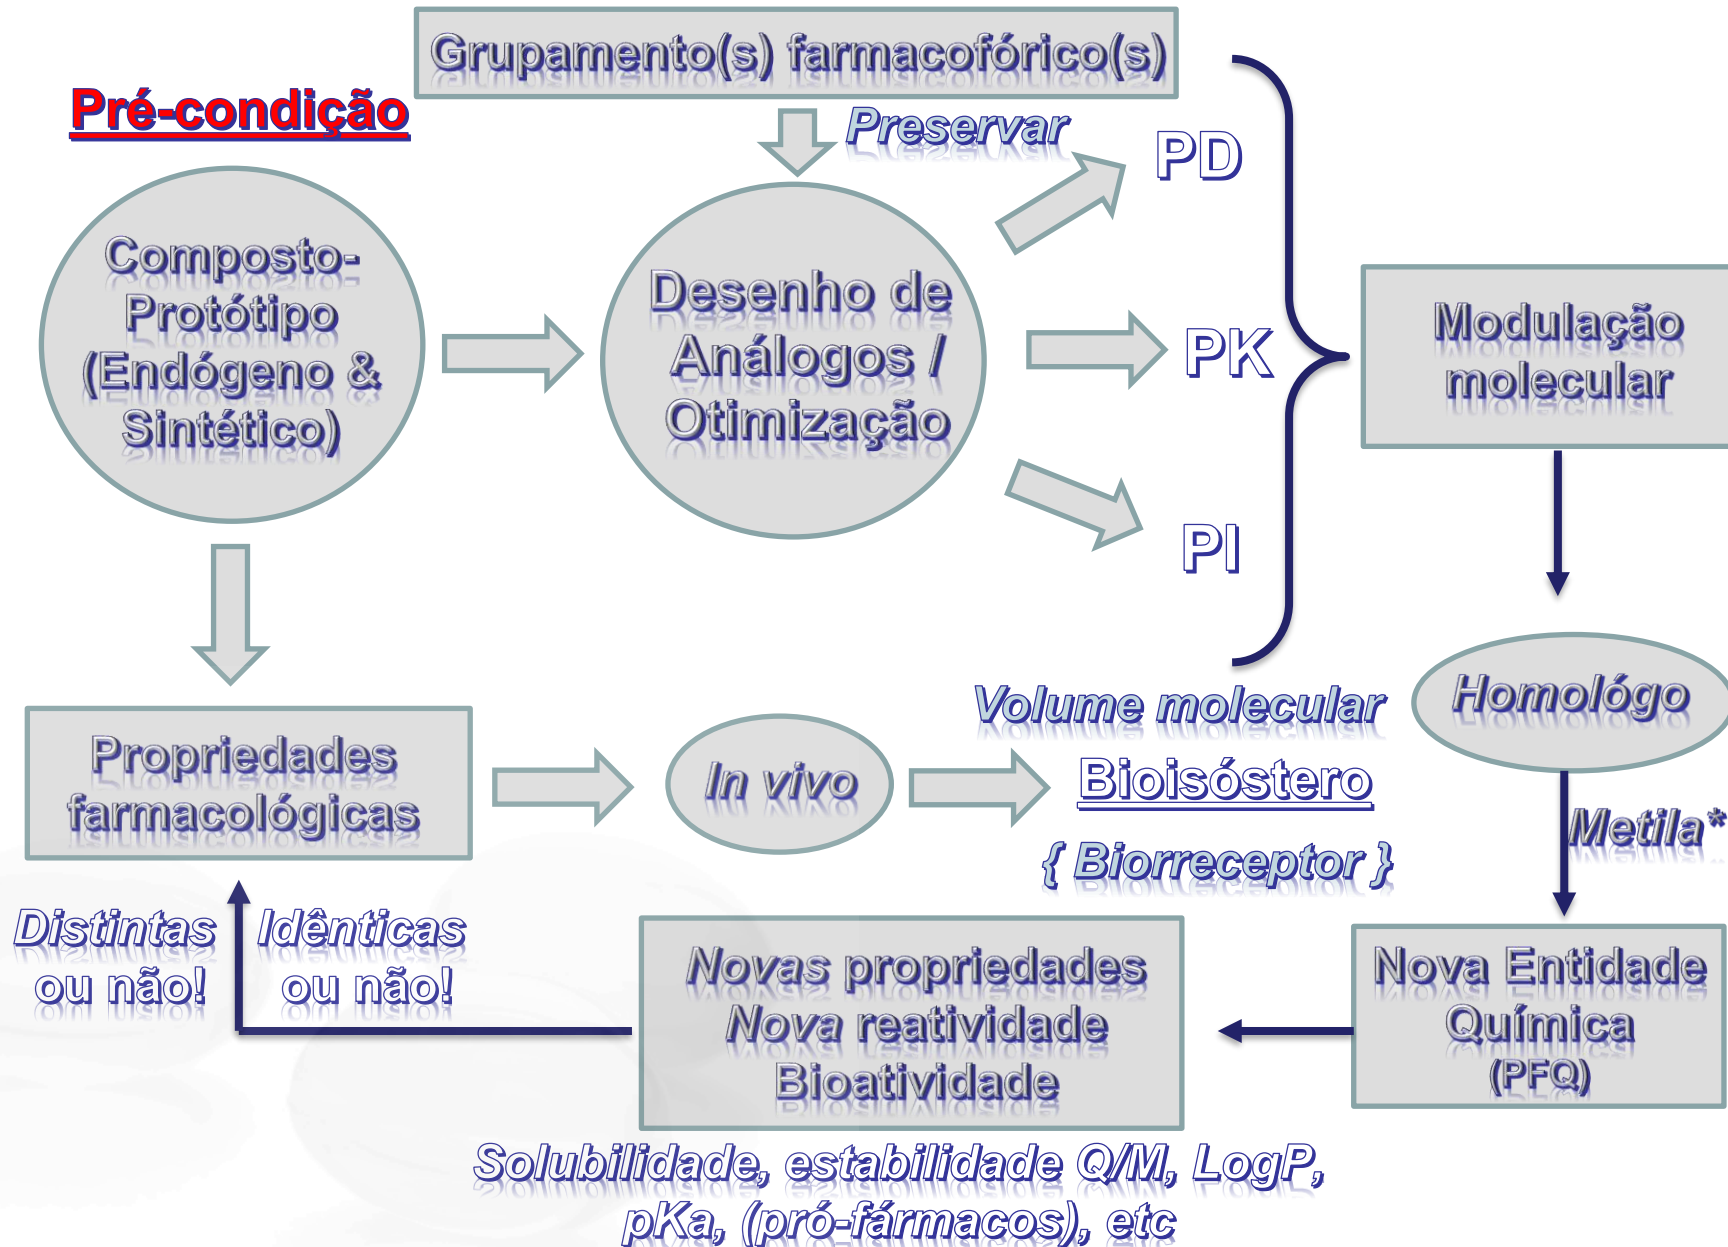 Grupamento(s) farmacofórico(s)
Pré-condição
Preservar
PD
Composto-
Protótipo
(Endógeno &
Sintético)
Desenho de
Análogos /
Otimização
PK
Modulação
molecular
PI
Homológo
Volume molecular
Propriedades
farmacológicas
In vivo
Bioisóstero
{ Biorreceptor }
Metila*
Distintas
ou não!
Idênticas
ou não!
Novas propriedades
Nova reatividade
Bioatividade
Nova Entidade
Química
(PFQ)
Solubilidade, estabilidade Q/M, LogP,
pKa, (pró-fármacos), etc